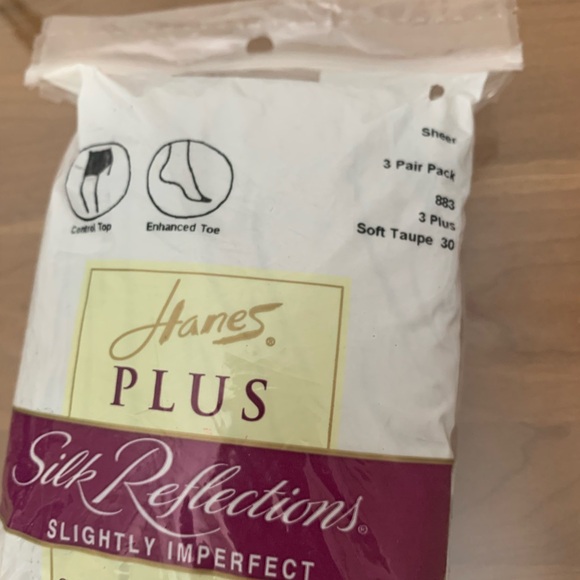 Sheer
3 Pair Pack
883
3 Plus
Soft Taupe 30
Control Top
Enhanced Toe
Hanes®
PLUS
Silk Reflections®
SLIGHTLY IMPERFECT